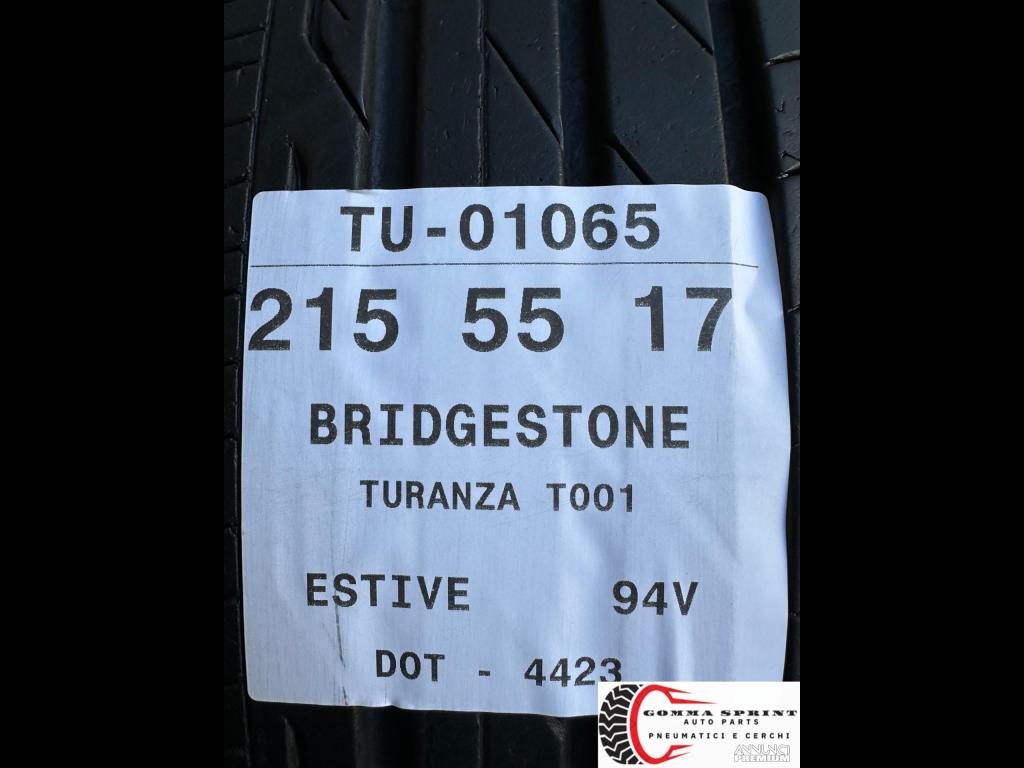 TU-01065
215 55 17
BRIDGESTONE
TURANZA T001
ESTIVE 94V
DOT - 4423
GOMMA SPRINT
AUTO PARTS
PNEUMATICI E CERCHI
ANNUNCI
PREMIUM